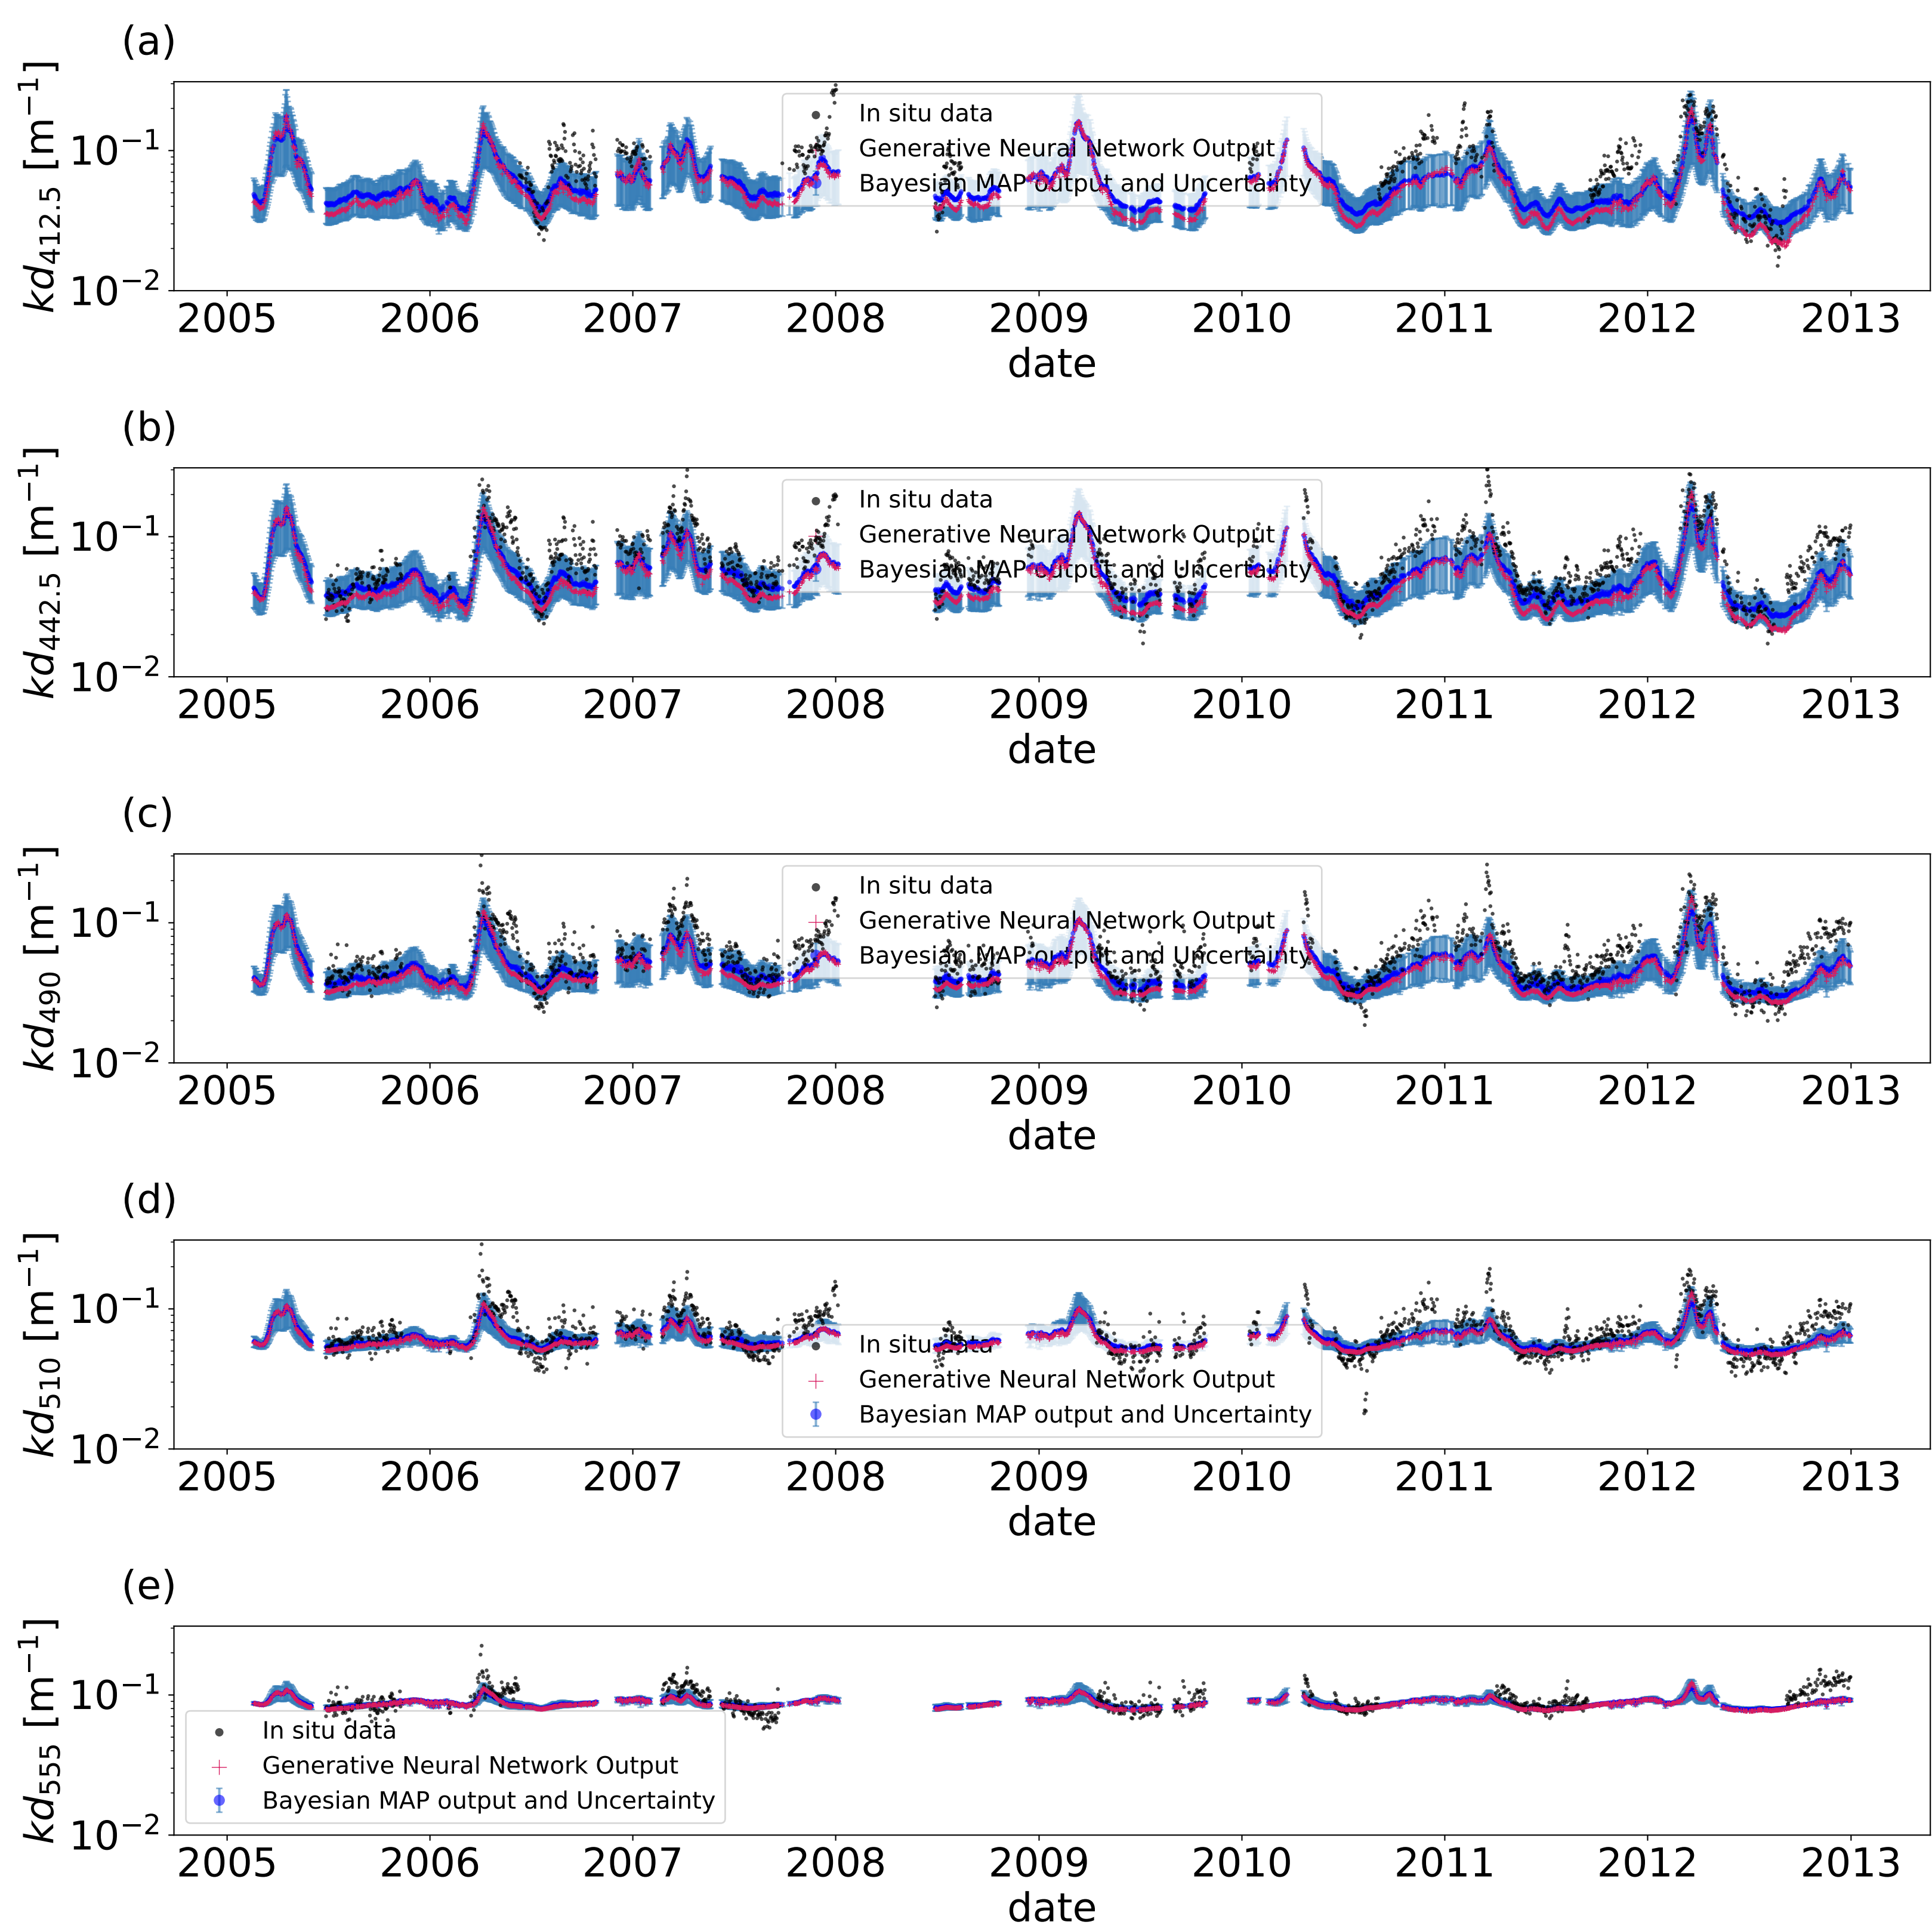 (a)
kd412.5 [m−1]
10−1
10−2
In situ data
Generative Neural Network Output
Bayesian MAP output and Uncertainty
2005 2006 2007 2008 2009 2010 2011 2012 2013
date
(b)
kd442.5 [m−1]
10−1
10−2
In situ data
Generative Neural Network Output
Bayesian MAP output and Uncertainty
2005 2006 2007 2008 2009 2010 2011 2012 2013
date
(c)
kd490 [m−1]
10−1
10−2
In situ data
Generative Neural Network Output
Bayesian MAP output and Uncertainty
2005 2006 2007 2008 2009 2010 2011 2012 2013
date
(d)
kd510 [m−1]
10−1
10−2
In situ data
Generative Neural Network Output
Bayesian MAP output and Uncertainty
2005 2006 2007 2008 2009 2010 2011 2012 2013
date
(e)
kd555 [m−1]
10−1
10−2
In situ data
Generative Neural Network Output
Bayesian MAP output and Uncertainty
2005 2006 2007 2008 2009 2010 2011 2012 2013
date